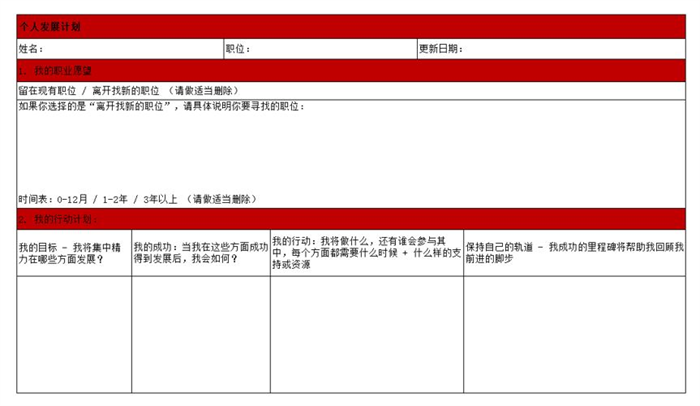 个人发展计划
姓名： 职位： 更新日期：
1. 我的职业愿望
留在现有职位 / 离开找新的职位 （请做适当删除）
如果你选择的是“离开找新的职位”，请具体说明你要寻找的职位：
时间表：0-12月 / 1-2年 / 3年以上 （请做适当删除）
2. 我的行动计划：
我的目标 - 我将集中精
力在哪些方面发展？
我的成功：当我在这些方面成功
得到发展后，我会如何？
我的行动：我将做什么，还有谁会参与其
中，每个方面都需要什么时候 + 什么样的支
持或资源
保持自己的轨道 - 我成功的里程碑将帮助我回顾我
前进的脚步